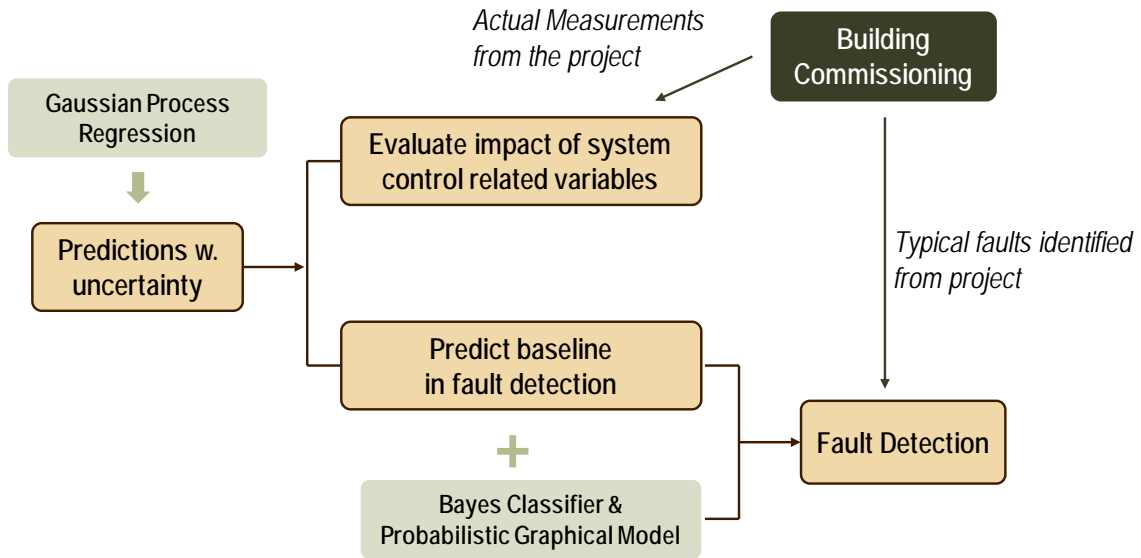 Actual Measurements
from the project
Building
Commissioning
Gaussian Process
Regression
Evaluate impact of system
control related variables
Predictions w.
uncertainty
Typical faults identified
from project
Predict baseline
in fault detection
Fault Detection
Bayes Classifier &
Probabilistic Graphical Model